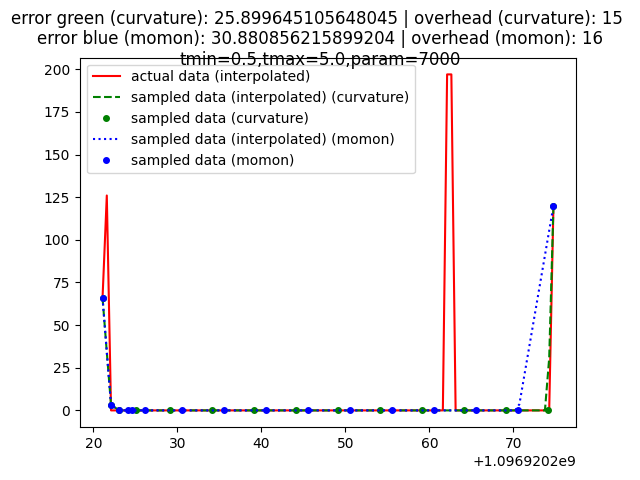 error green (curvature): 25.899645105648045 | overhead (curvature): 15
error blue (momon): 30.880856215899204 | overhead (momon): 16
tmin=0.5,tmax=5.0,param=7000
actual data (interpolated)
sampled data (interpolated) (curvature)
sampled data (curvature)
sampled data (interpolated) (momon)
sampled data (momon)
200
175
150
125
100
75
50
25
0
20 30 40 50 60 70
+1.0969202e9